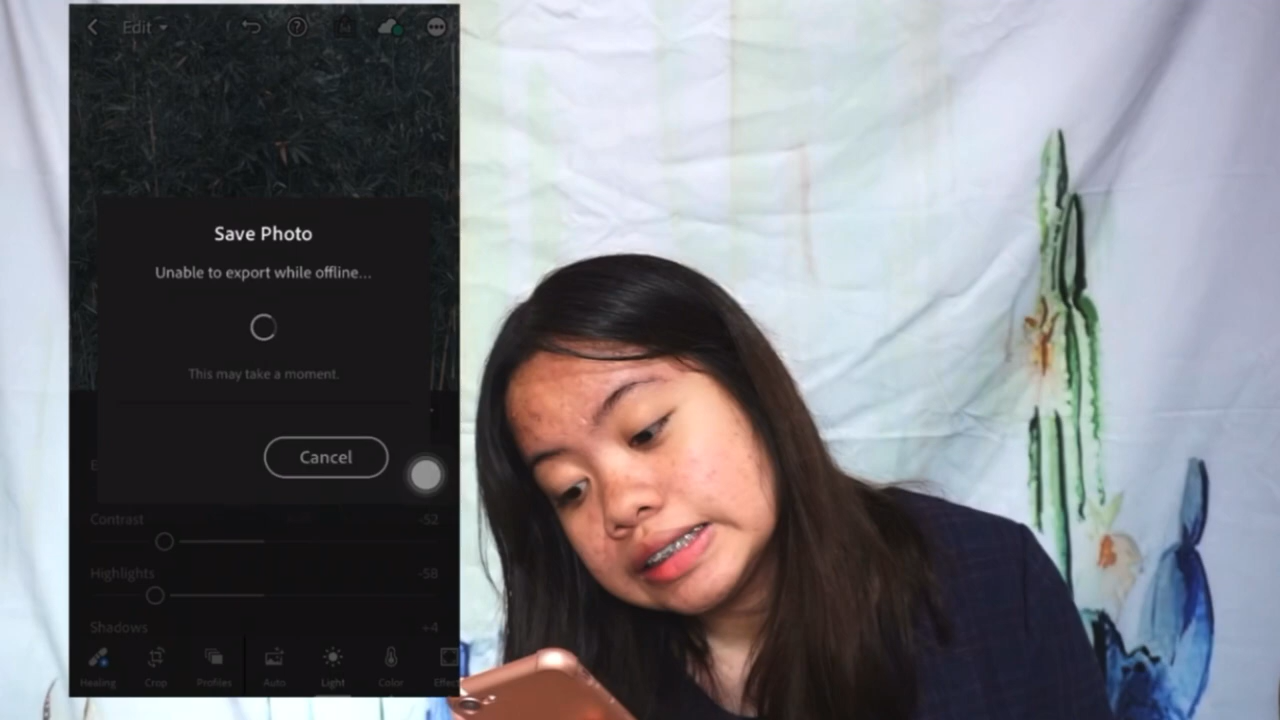 Edit
Save Photo
Unable to export while offline...
This may take a moment.
Cancel
Contrast -52
Highlights -58
Shadows +4
Healing Crop Profiles Auto Light Color Effec